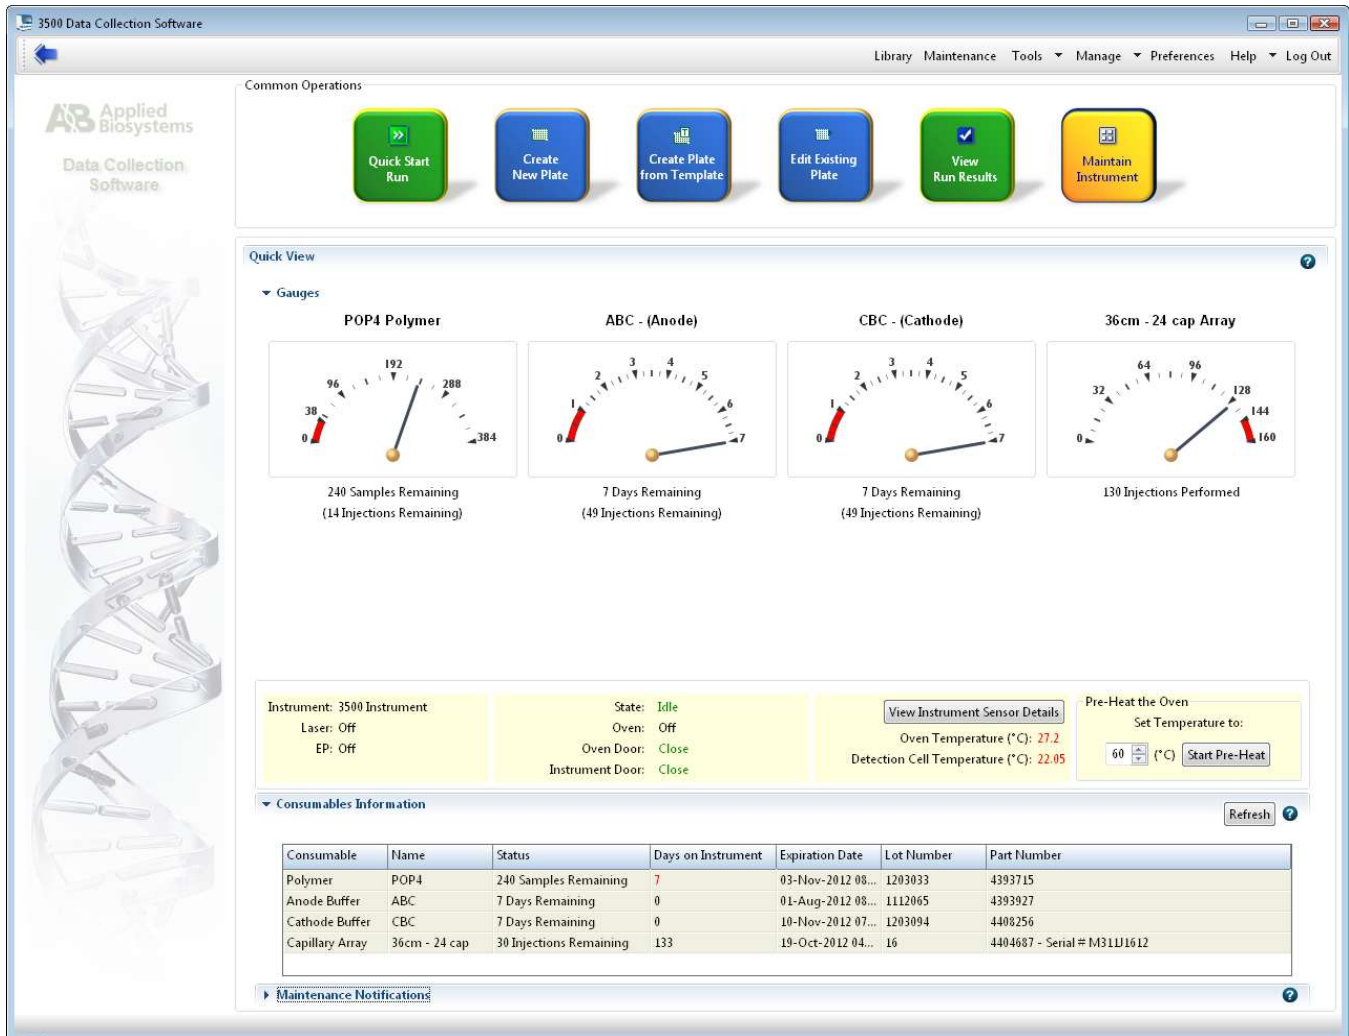 3500 Data Collection Software
Library Maintenance Tools Manage Preferences Help Log Out
Applied
Biosystems
Data Collection
Software
Common Operations
Quick Start
Run
Create
New Plate
Create Plate
from Template
Edit Existing
Plate
View
Run Results
Maintain
Instrument
Quick View
Gauges
POP4 Polymer
0 38 96 192 288 384
240 Samples Remaining
(14 Injections Remaining)
ABC - (Anode)
0 1 2 3 4 5 6 7
7 Days Remaining
(49 Injections Remaining)
CBC - (Cathode)
0 1 2 3 4 5 6 7
7 Days Remaining
(49 Injections Remaining)
36cm - 24 cap Array
0 32 64 96 128 144 160
130 Injections Performed
Instrument: 3500 Instrument
Laser: Off
EP: Off
State: Idle
Oven: Off
Oven Door: Close
Instrument Door: Close
View Instrument Sensor Details
Oven Temperature (°C): 27.2
Detection Cell Temperature (°C): 22.05
Pre-Heat the Oven
Set Temperature to:
60 (°C) Start Pre-Heat
Consumables Information
Refresh
Consumable Name Status Days on Instrument Expiration Date Lot Number Part Number
Polymer POP4 240 Samples Remaining 7 03-Nov-2012 08... 1203033 4393715
Anode Buffer ABC 7 Days Remaining 0 01-Aug-2012 08... 1112065 4393927
Cathode Buffer CBC 7 Days Remaining 0 10-Nov-2012 07... 1203094 4408256
Capillary Array 36cm - 24 cap 30 Injections Remaining 133 19-Oct-2012 04... 16 4404687 - Serial # M311J1612
Maintenance Notifications